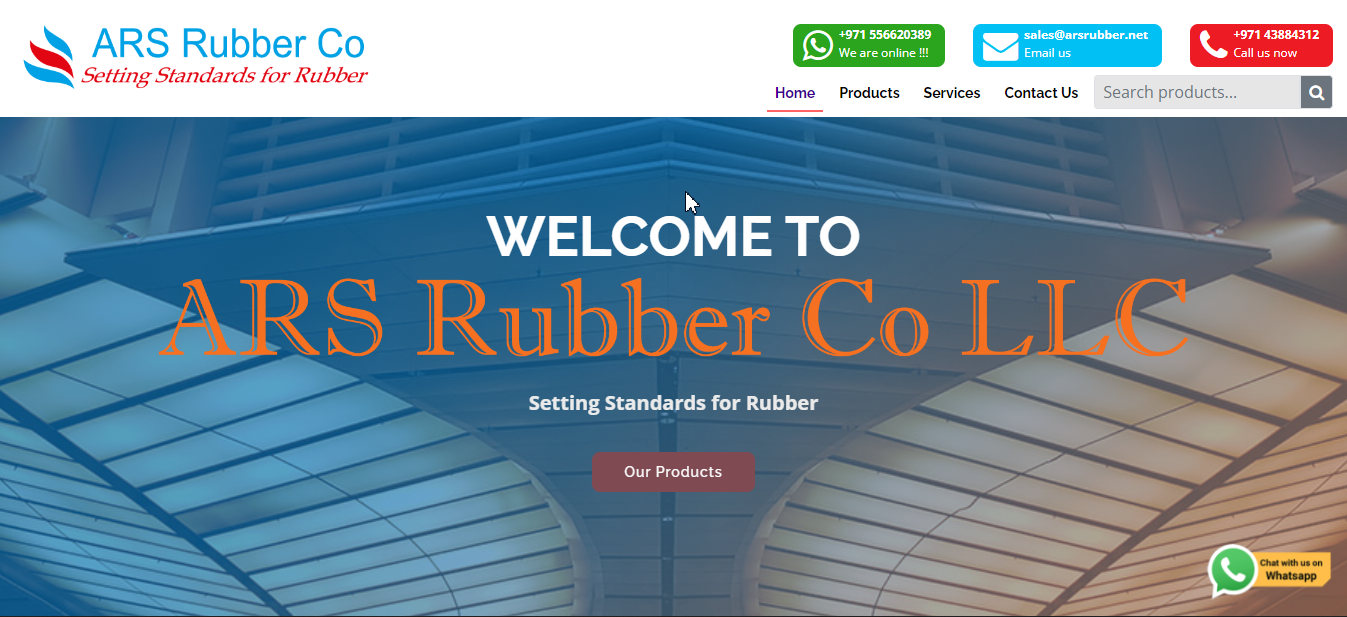 ARS Rubber Co
Setting Standards for Rubber
+971 556620389
We are online !!!
sales@arsrubber.net
Email us
+971 43884312
Call us now
Home
Products
Services
Contact Us
Search products...
WELCOME TO
ARS Rubber Co LLC
Setting Standards for Rubber
Our Products
Chat with us on
Whatsapp